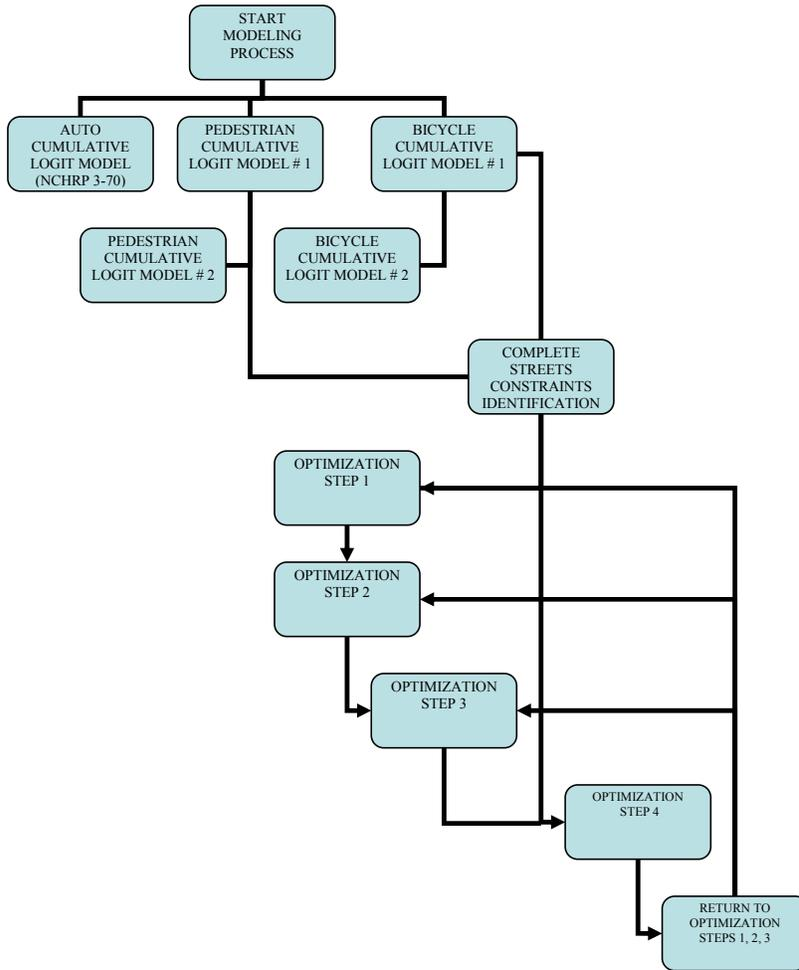 START
MODELING
PROCESS
AUTO
CUMULATIVE
LOGIT MODEL
(NCHRP 3-70)
PEDESTRIAN
CUMULATIVE
LOGIT MODEL # 1
BICYCLE
CUMULATIVE
LOGIT MODEL # 1
PEDESTRIAN
CUMULATIVE
LOGIT MODEL # 2
BICYCLE
CUMULATIVE
LOGIT MODEL # 2
COMPLETE
STREETS
CONSTRAINTS
IDENTIFICATION
OPTIMIZATION
STEP 1
OPTIMIZATION
STEP 2
OPTIMIZATION
STEP 3
OPTIMIZATION
STEP 4
RETURN TO
OPTIMIZATION
STEPS 1, 2, 3